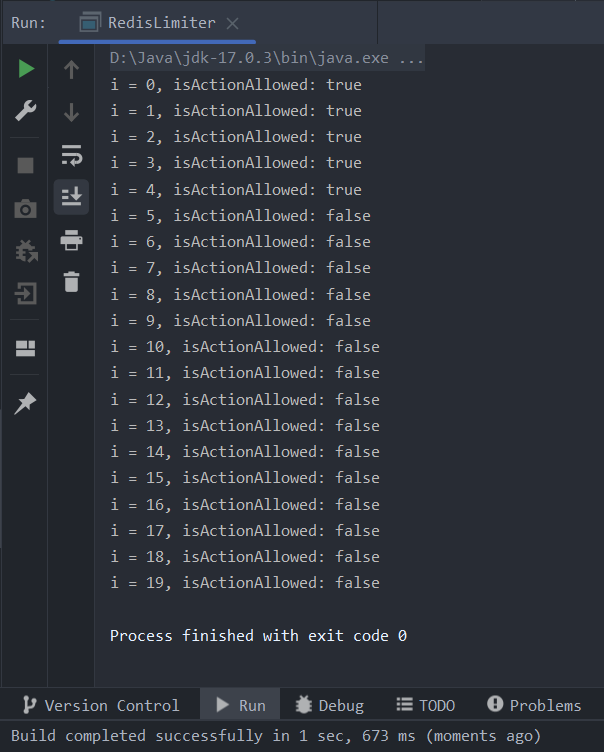 Run: RedisLimiter
D:\Java\jdk-17.0.3\bin\java.exe ...
i = 0, isActionAllowed: true
i = 1, isActionAllowed: true
i = 2, isActionAllowed: true
i = 3, isActionAllowed: true
i = 4, isActionAllowed: true
i = 5, isActionAllowed: false
i = 6, isActionAllowed: false
i = 7, isActionAllowed: false
i = 8, isActionAllowed: false
i = 9, isActionAllowed: false
i = 10, isActionAllowed: false
i = 11, isActionAllowed: false
i = 12, isActionAllowed: false
i = 13, isActionAllowed: false
i = 14, isActionAllowed: false
i = 15, isActionAllowed: false
i = 16, isActionAllowed: false
i = 17, isActionAllowed: false
i = 18, isActionAllowed: false
i = 19, isActionAllowed: false
Process finished with exit code 0
Version Control Run Debug TODO Problems
Build completed successfully in 1 sec, 673 ms (moments ago)